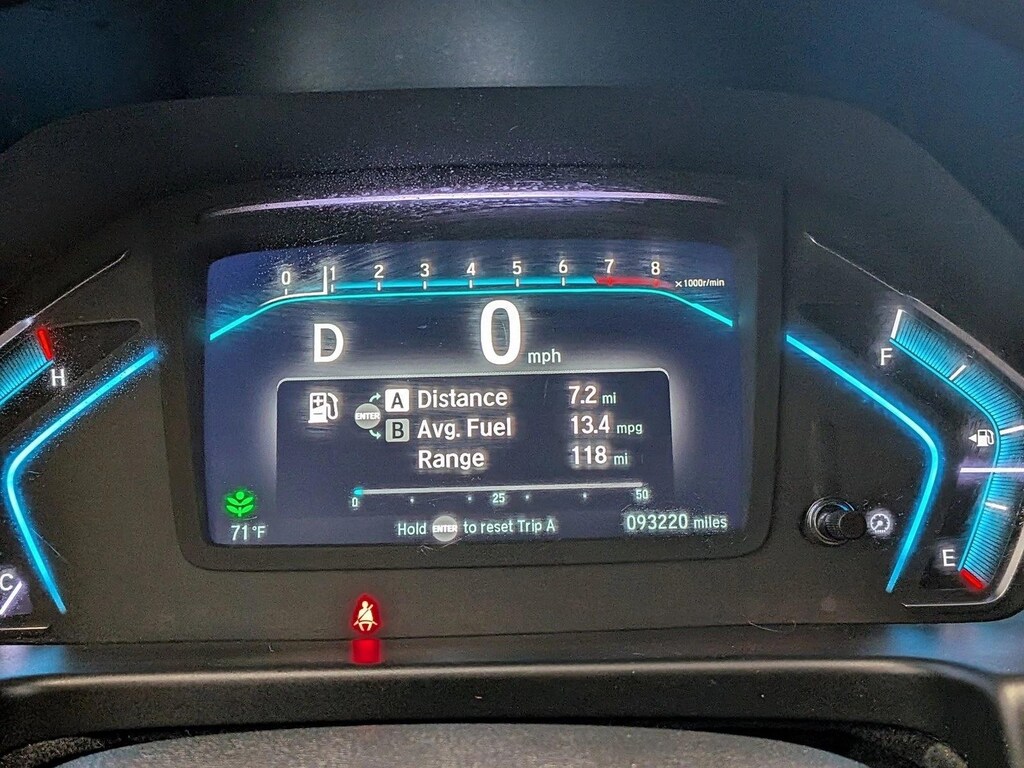 0 1 2 3 4 5 6 7 8 ×1000r/min
D 0 mph
H
F
ENTER
A Distance 7.2 mi
B Avg. Fuel 13.4 mpg
Range 118 mi
0 25 50
71°F
Hold ENTER to reset Trip A
093220 miles
C
E